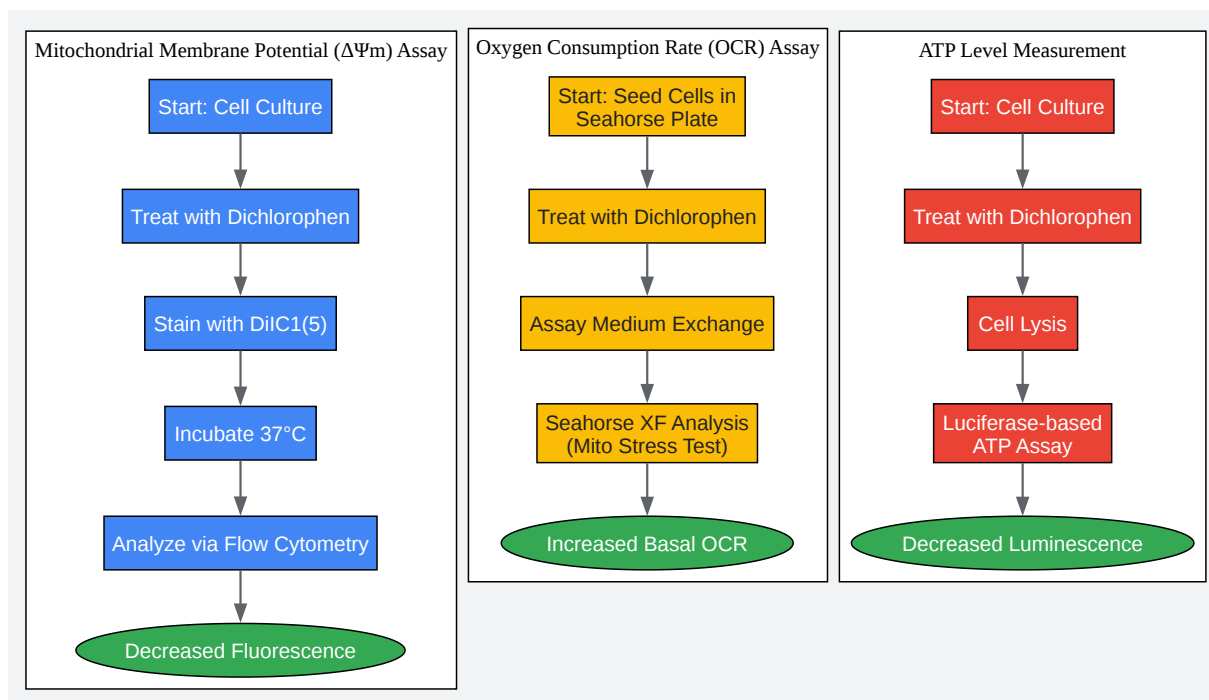 Mitochondrial Membrane Potential (ΔΨm) Assay
Start: Cell Culture
Treat with Dichlorophen
Stain with DiIC1(5)
Incubate 37°C
Analyze via Flow Cytometry
Decreased Fluorescence
Oxygen Consumption Rate (OCR) Assay
Start: Seed Cells in
Seahorse Plate
Treat with Dichlorophen
Assay Medium Exchange
Seahorse XF Analysis
(Mito Stress Test)
Increased Basal OCR
ATP Level Measurement
Start: Cell Culture
Treat with Dichlorophen
Cell Lysis
Luciferase-based
ATP Assay
Decreased Luminescence